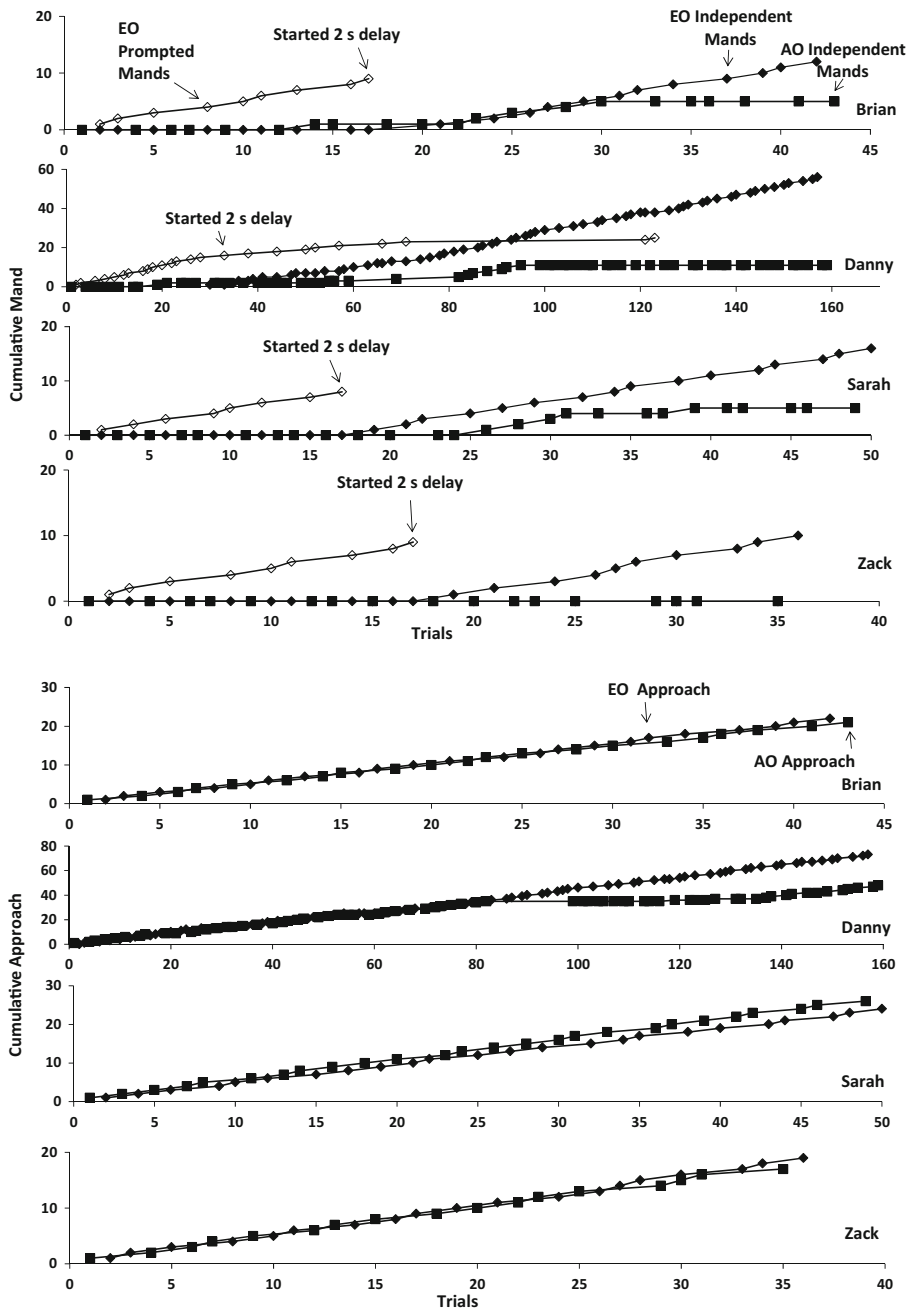 Cumulative Mand
20
10
0
EO
Prompted
Mands
Started 2 s delay
EO Independent
Mands
AO Independent
Mands
Brian
0 5 10 15 20 25 30 35 40 45
60
40
20
0
Started 2 s delay
Danny
0 20 40 60 80 100 120 140 160
20
10
0
Started 2 s delay
Sarah
0 5 10 15 20 25 30 35 40 45 50
20
10
0
Started 2 s delay
Zack
0 5 10 15 20 25 30 35 40
Trials
Cumulative Approach
30
20
10
0
EO Approach
AO Approach
Brian
0 5 10 15 20 25 30 35 40 45
80
60
40
20
0
Danny
0 20 40 60 80 100 120 140 160
30
20
10
0
Sarah
0 5 10 15 20 25 30 35 40 45 50
20
10
0
Zack
0 5 10 15 20 25 30 35 40
Trials